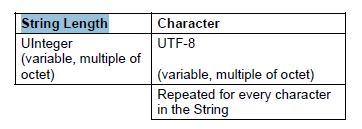 String Length
Character
UInteger
(variable, multiple of
octet)
UTF-8
(variable, multiple of octet)
Repeated for every character
in the String